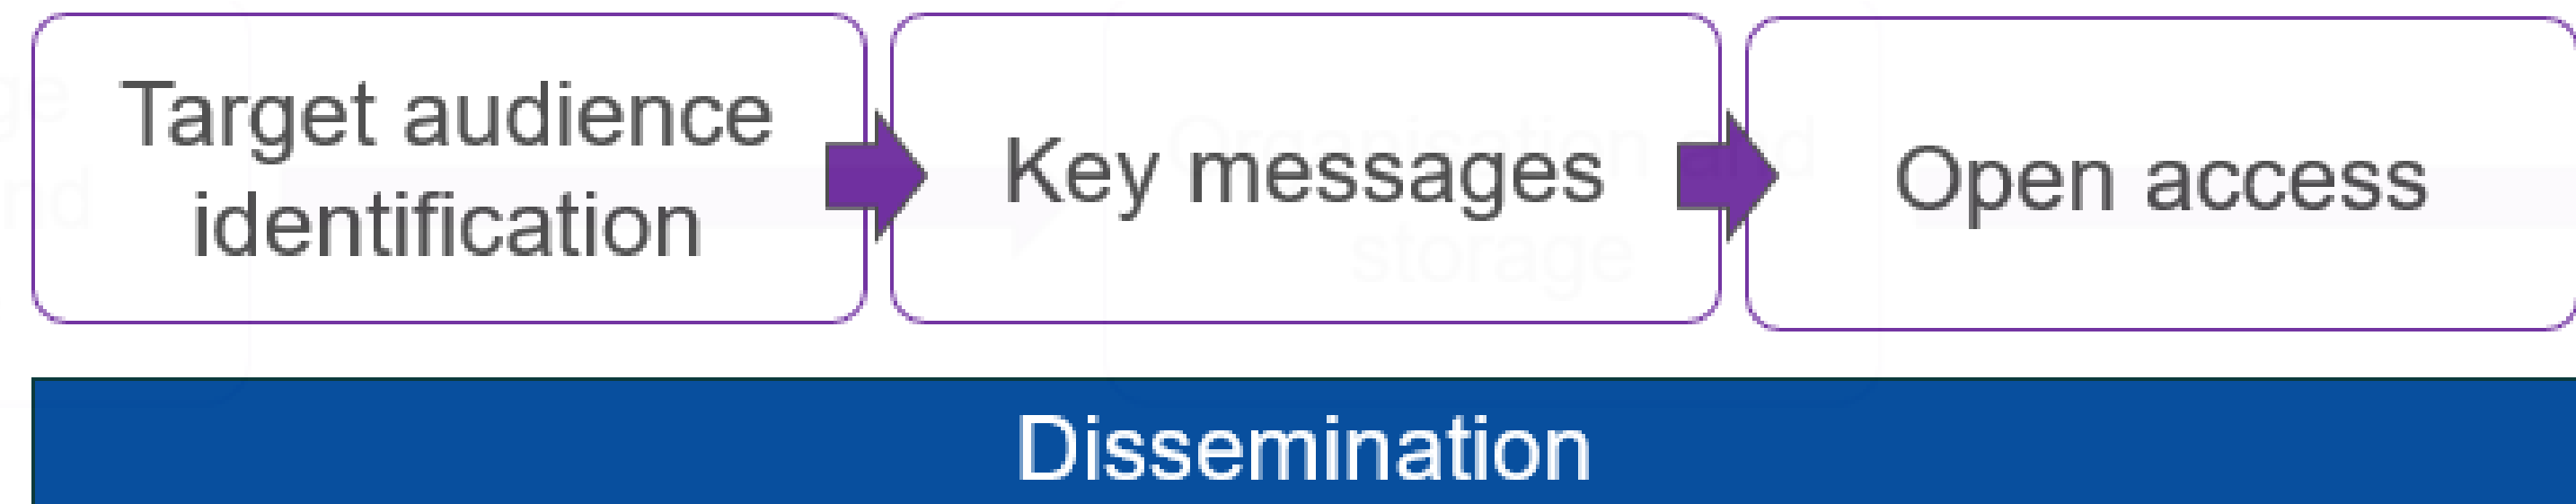 Target audience
identification
Key messages
Open access
Dissemination